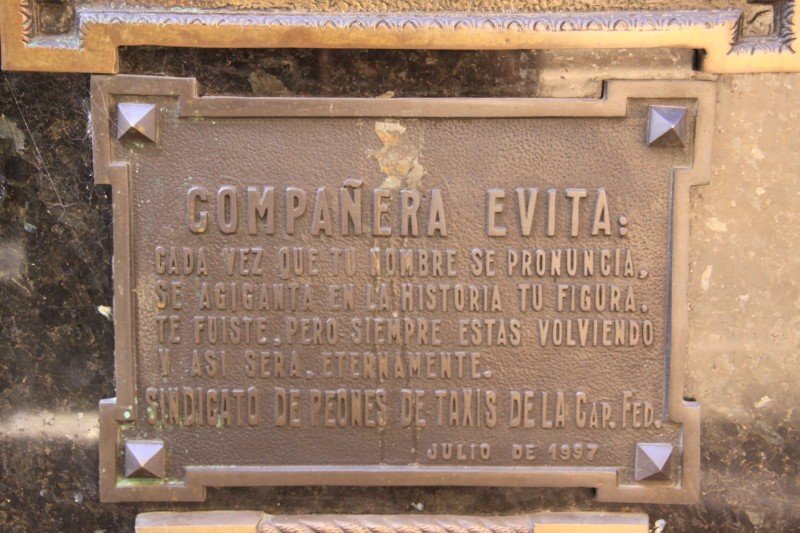 COMPAÑERA EVITA:
CADA VEZ QUE TU NOMBRE SE PRONUNCIA,
SE AGIGANTA EN LA HISTORIA TU FIGURA.
TE FUISTE, PERO SIEMPRE ESTAS VOLVIENDO
Y ASI SERA, ETERNAMENTE.
SINDICATO DE PEONES DE TAXIS DE LA CAP. FED.
JULIO DE 1997